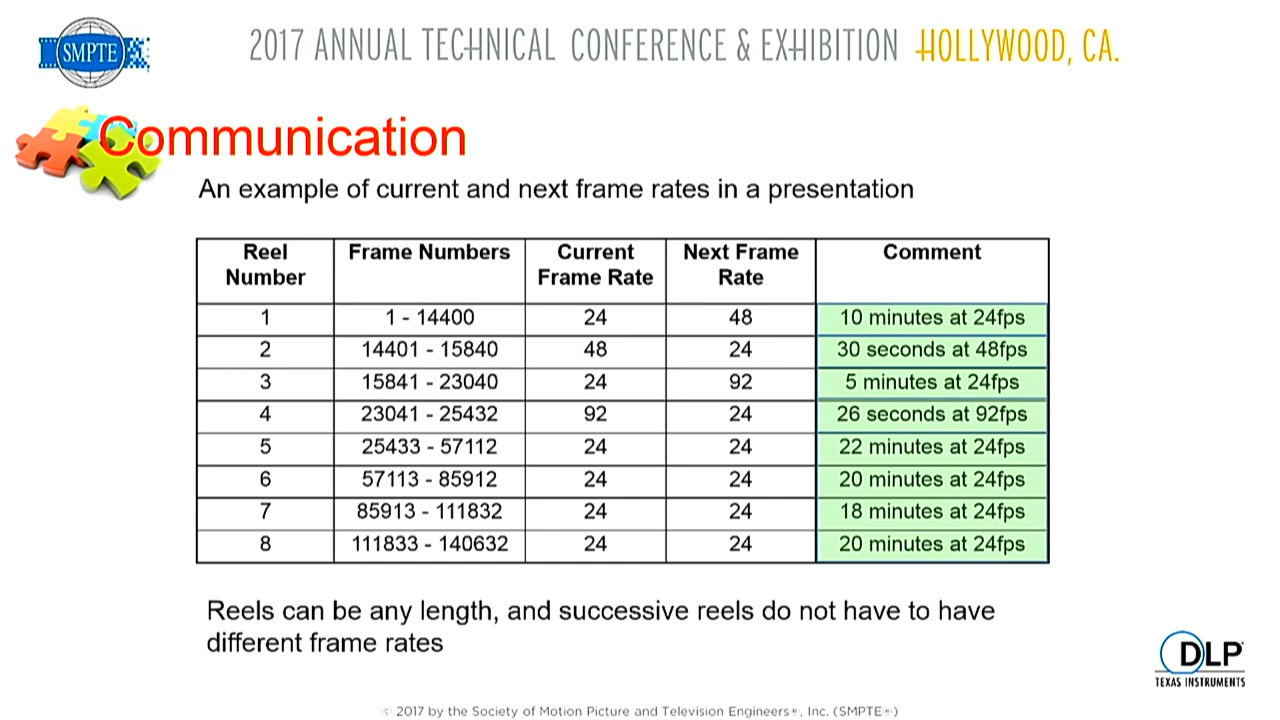 SMPTE
2017 ANNUAL TECHNICAL CONFERENCE & EXHIBITION HOLLYWOOD, CA.
Communication
An example of current and next frame rates in a presentation
Reel Number Frame Numbers Current Frame Rate Next Frame Rate Comment
1 1 - 14400 24 48 10 minutes at 24fps
2 14401 - 15840 48 24 30 seconds at 48fps
3 15841 - 23040 24 92 5 minutes at 24fps
4 23041 - 25432 92 24 26 seconds at 92fps
5 25433 - 57112 24 24 22 minutes at 24fps
6 57113 - 85912 24 24 20 minutes at 24fps
7 85913 - 111832 24 24 18 minutes at 24fps
8 111833 - 140632 24 24 20 minutes at 24fps
Reels can be any length, and successive reels do not have to have
different frame rates
DLP
TEXAS INSTRUMENTS
© 2017 by the Society of Motion Picture and Television Engineers®, Inc. (SMPTE®)